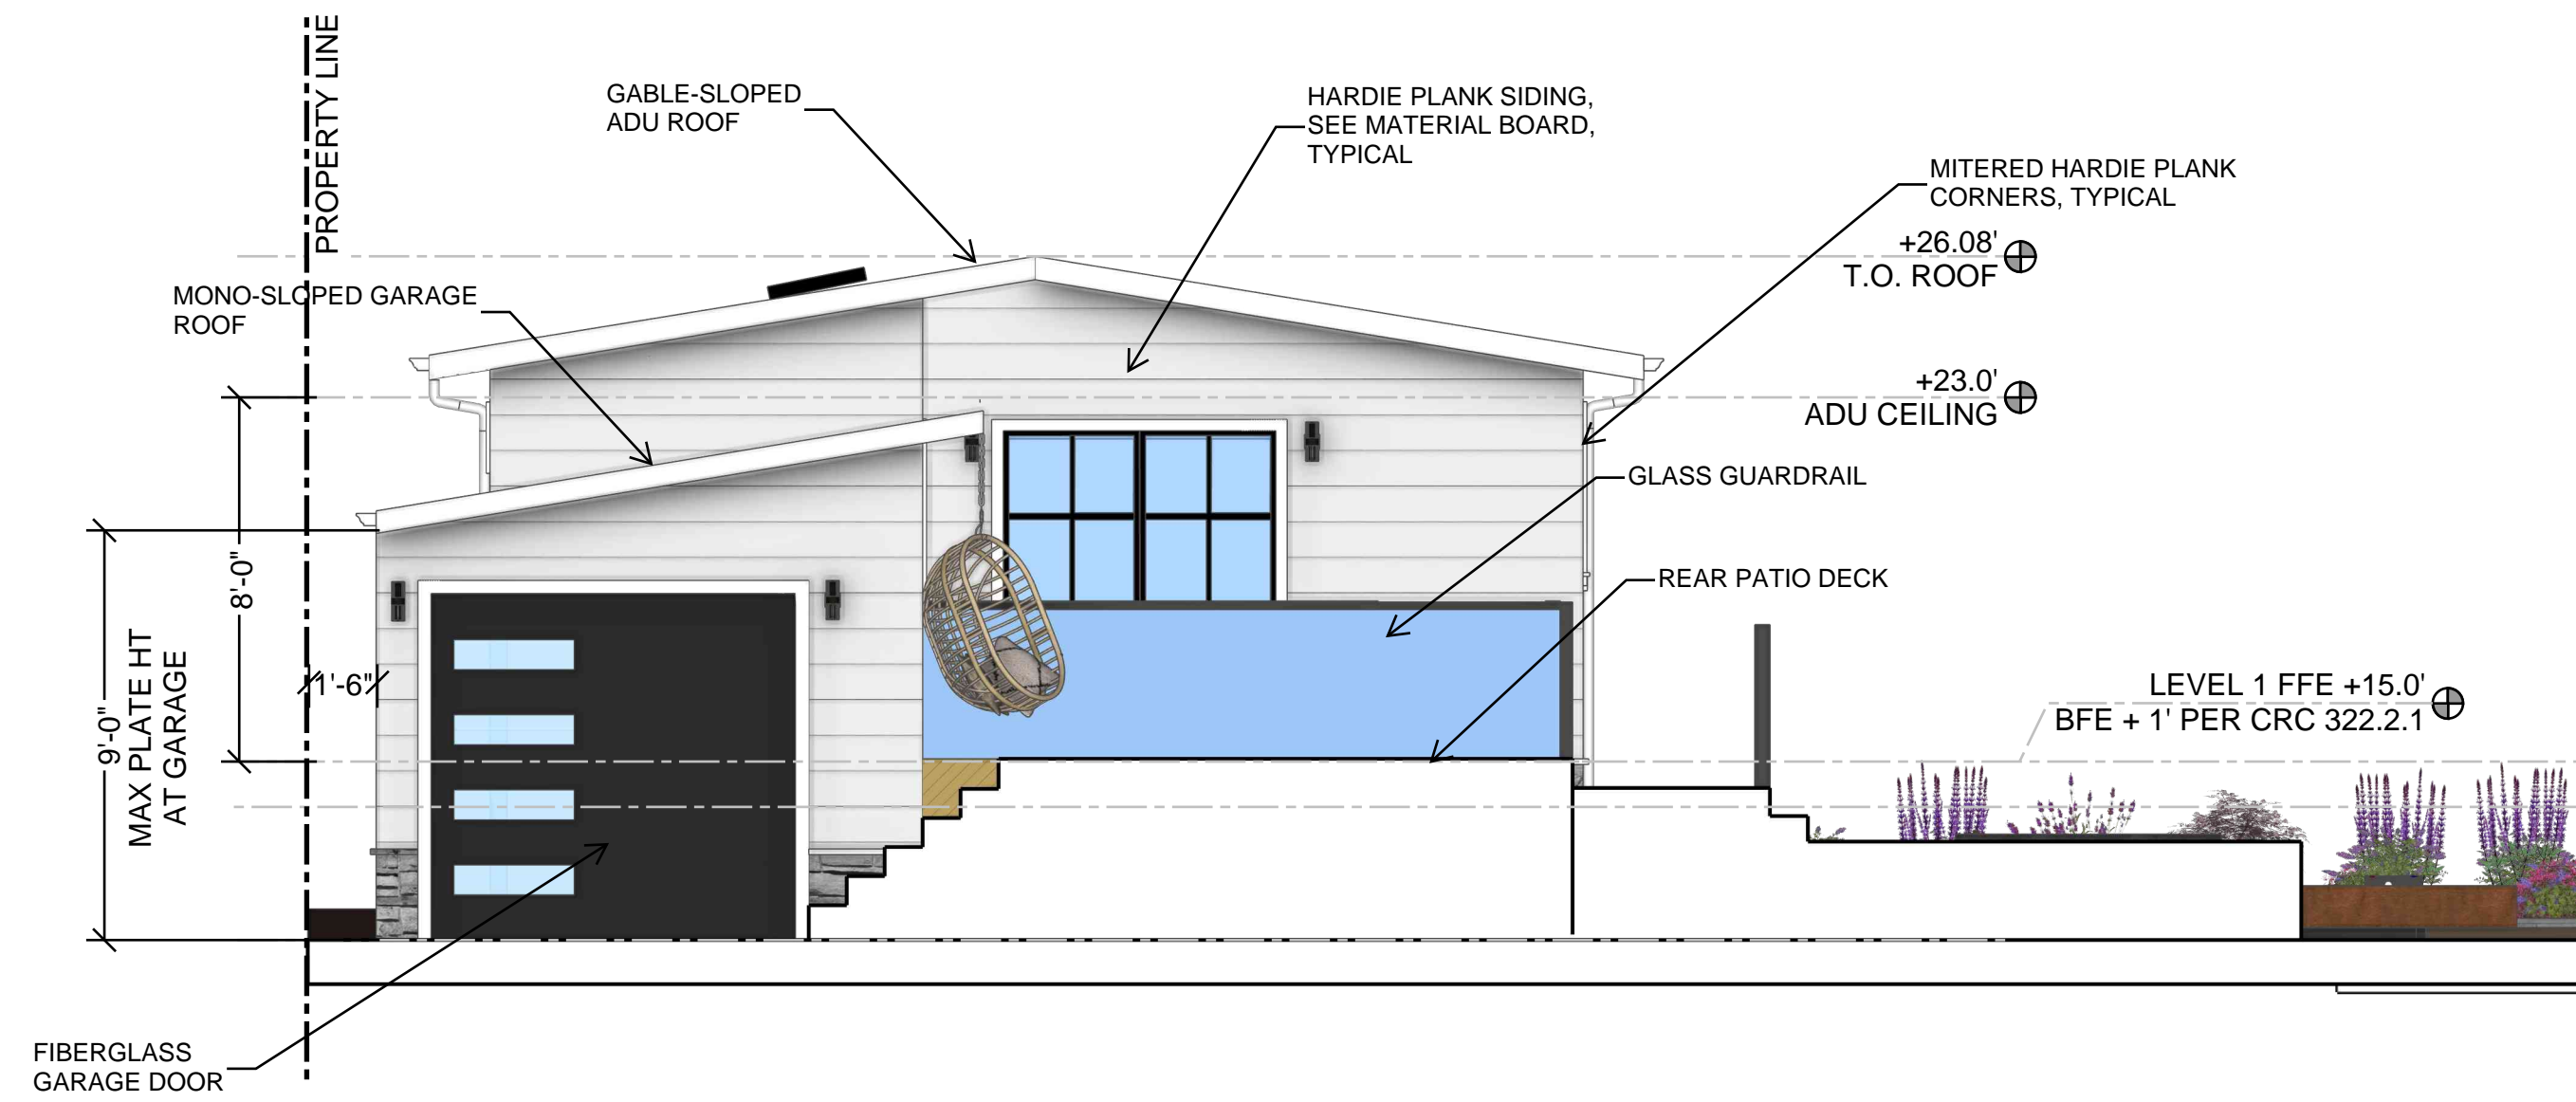 PROPERTY LINE
GABLE-SLOPED
ADU ROOF
HARDIE PLANK SIDING,
SEE MATERIAL BOARD,
TYPICAL
MITERED HARDIE PLANK
CORNERS, TYPICAL
+26.08'
T.O. ROOF
MONO-SLOPED GARAGE
ROOF
+23.0'
ADU CEILING
GLASS GUARDRAIL
REAR PATIO DECK
8'-0"
1'-6"
9'-0"
MAX PLATE HT
AT GARAGE
LEVEL 1 FFE +15.0'
BFE + 1' PER CRC 322.2.1
FIBERGLASS
GARAGE DOOR